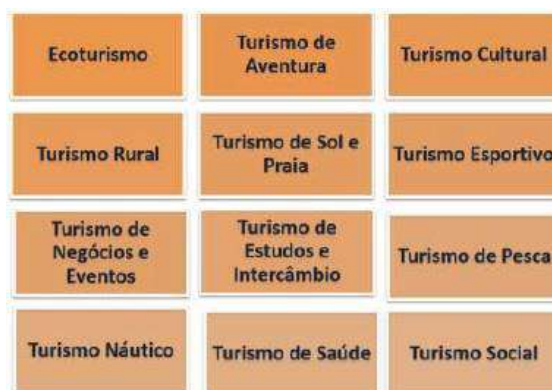 Ecoturismo
Turismo de
Aventura
Turismo Cultural
Turismo Rural
Turismo de Sol e
Praia
Turismo Esportivo
Turismo de
Negócios e
Eventos
Turismo de
Estudos e
Intercâmbio
Turismo de Pesca
Turismo Náutico
Turismo de Saúde
Turismo Social